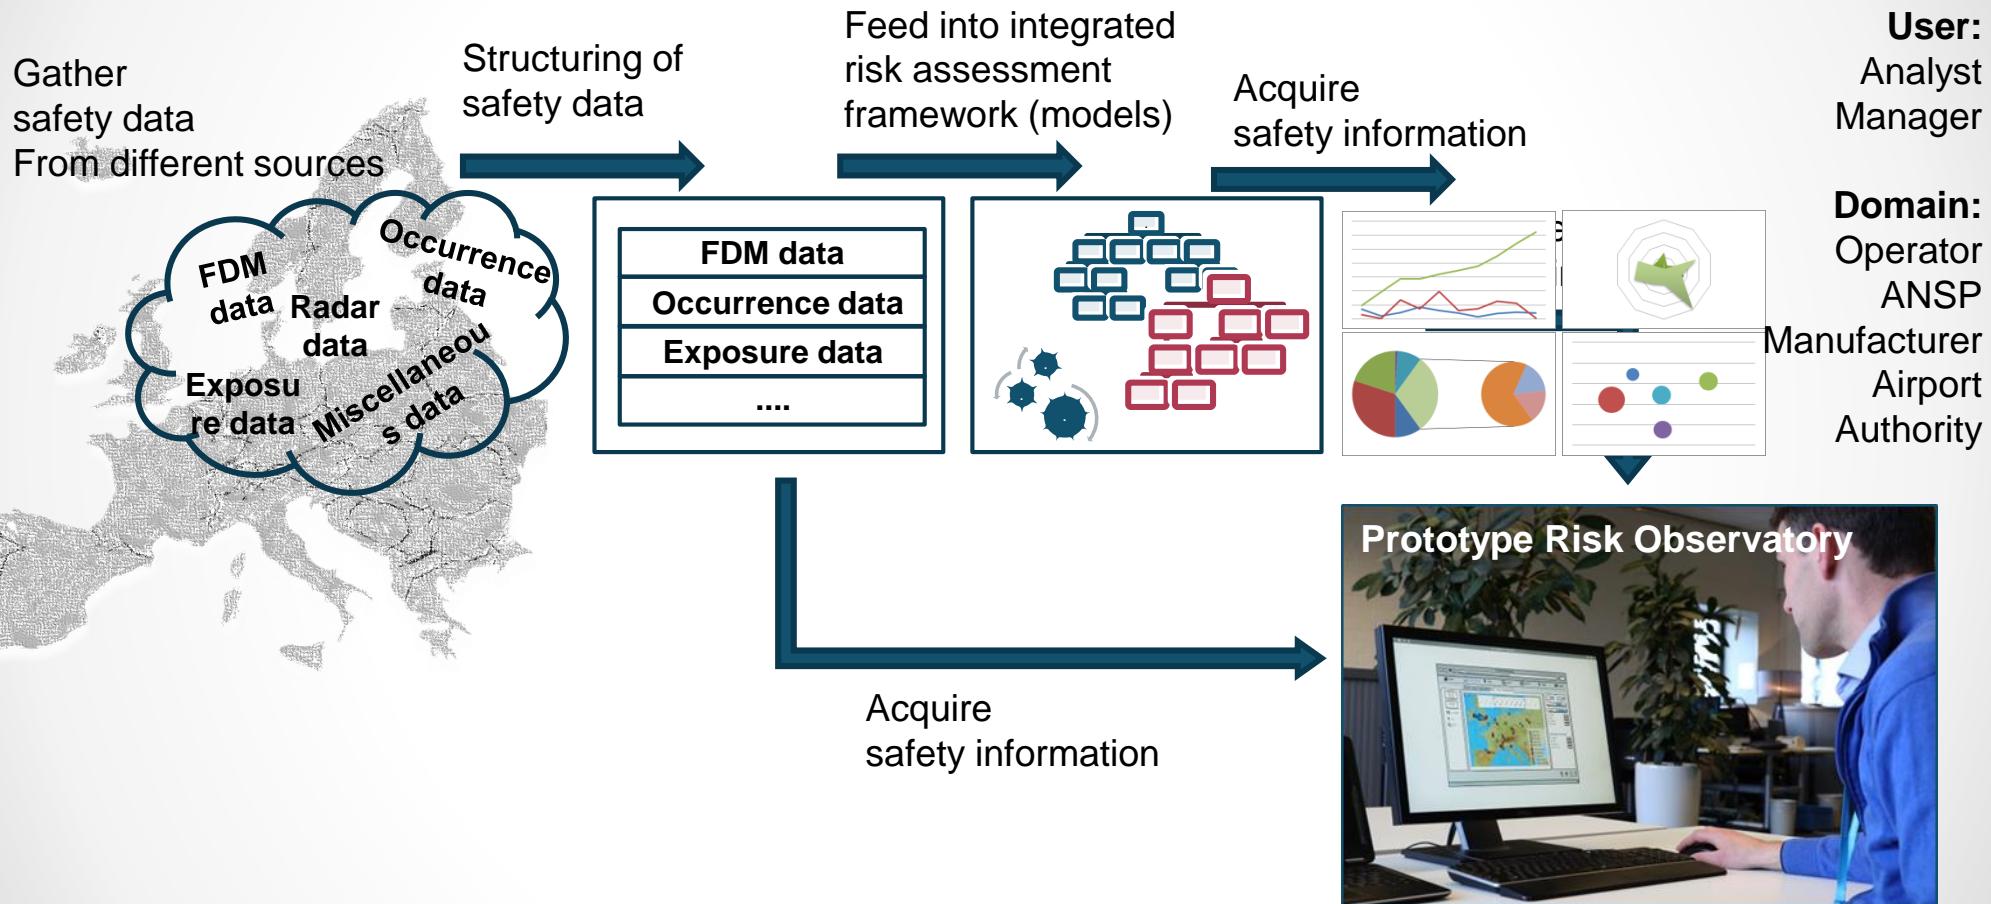 Gather
safety data
From different sources
Structuring of
safety data
Feed into integrated
risk assessment
framework (models)
Acquire
safety information
User:
Analyst
Manager
Domain:
Operator
ANSP
Manufacturer
Airport
Authority
FDM
data
Occurrence
data
Radar
data
Exposu
re data
Miscellaneou
s data
FDM data
Occurrence data
Exposure data
....
Acquire
safety information
Prototype Risk Observatory